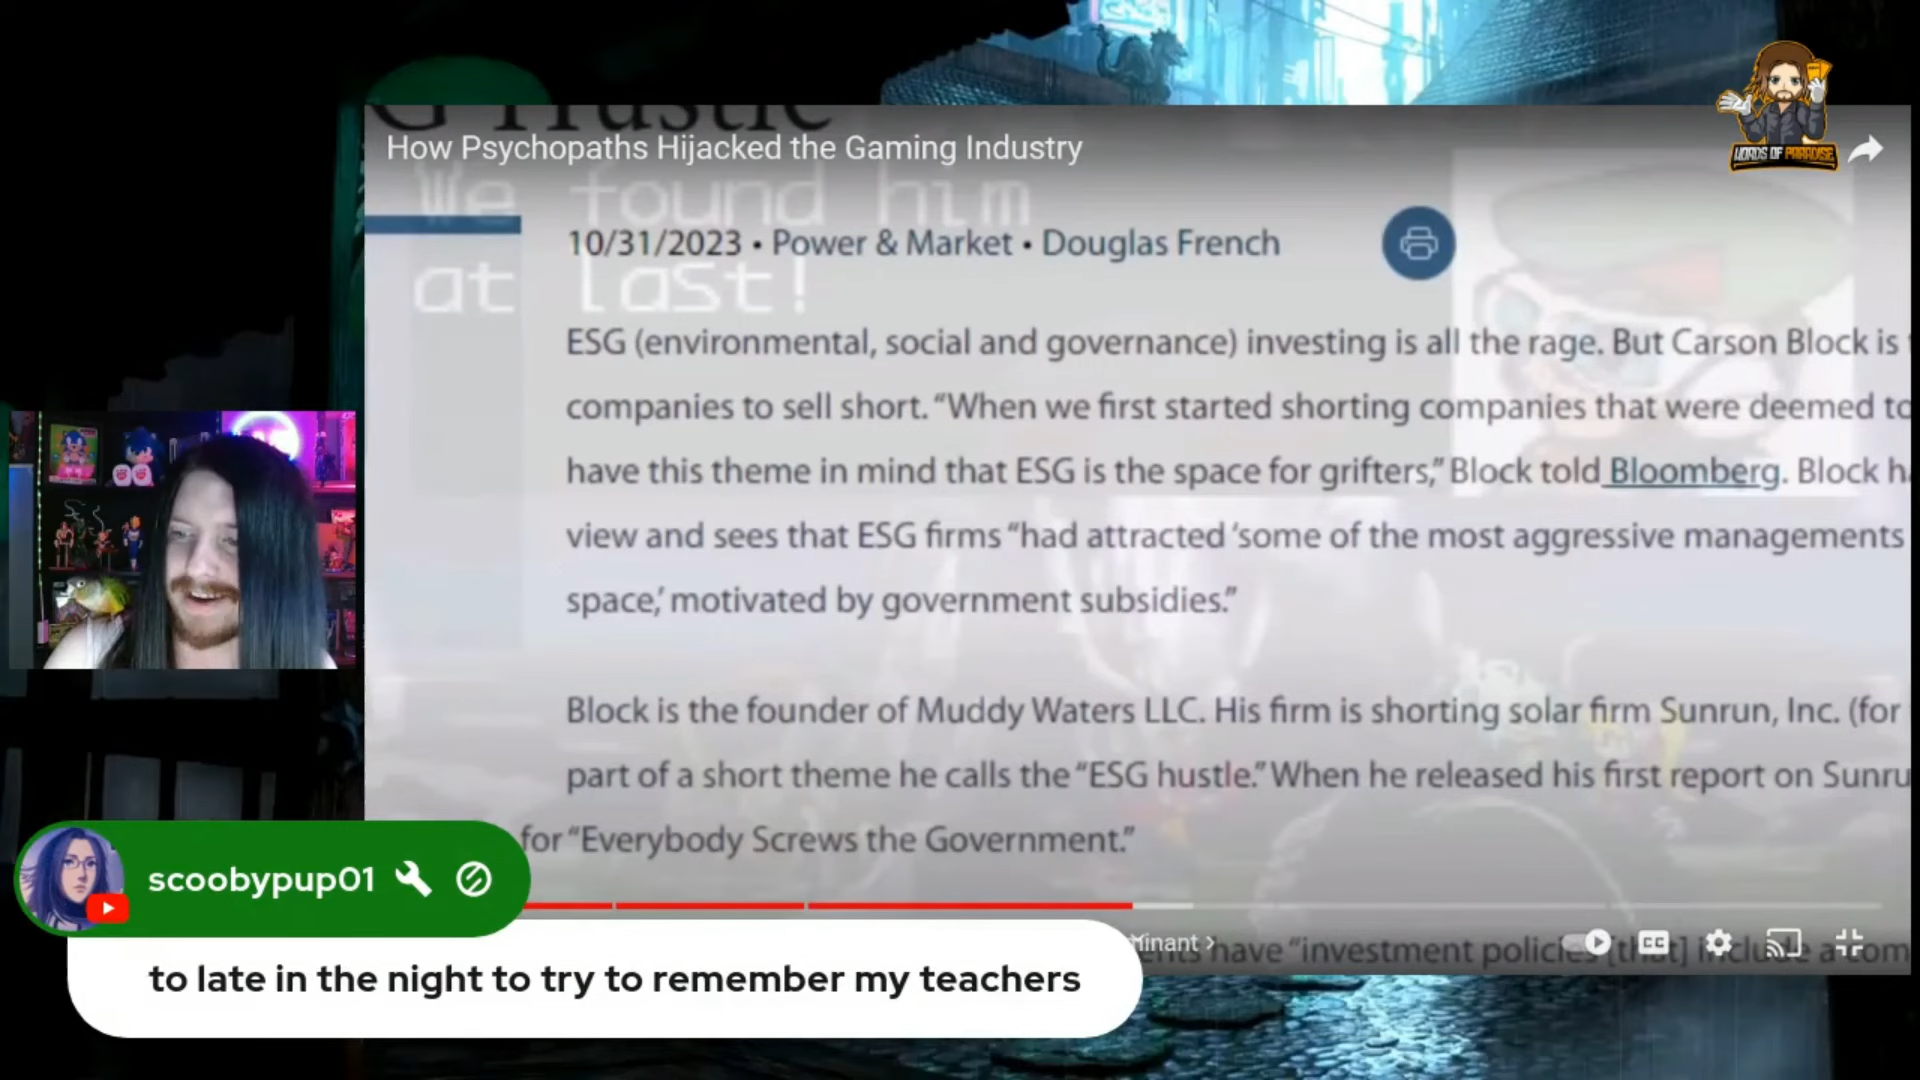 How Psychopaths Hijacked the Gaming Industry
WORDS OF PARADISE
We found him
at last!
10/31/2023 • Power & Market • Douglas French
ESG (environmental, social and governance) investing is all the rage. But Carson Block is
companies to sell short. “When we first started shorting companies that were deemed to
have this theme in mind that ESG is the space for grifters,” Block told Bloomberg. Block ha
view and sees that ESG firms “had attracted ‘some of the most aggressive managements
space,’ motivated by government subsidies.”
Block is the founder of Muddy Waters LLC. His firm is shorting solar firm Sunrun, Inc. (for
part of a short theme he calls the “ESG hustle.” When he released his first report on Sunru
for “Everybody Screws the Government.”
scoobypup01
have “investment policies [that] include a com
CC
to late in the night to try to remember my teachers